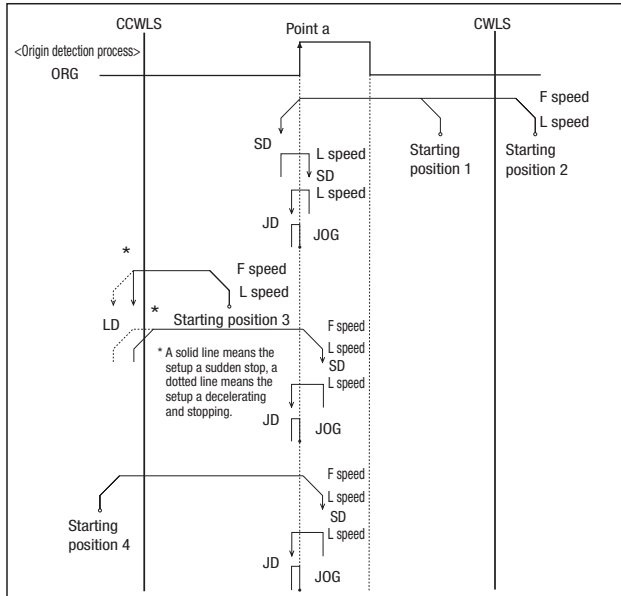 CCWLS
Point a
CWLS
<Origin detection process>
ORG
F speed
L speed
SD
Starting
position 1
Starting
position 2
L speed
SD
L speed
JD
JOG
*
F speed
L speed
LD
*
Starting position 3
F speed
L speed
SD
* A solid line means the
setup a sudden stop, a
dotted line means the
setup a decelerating
and stopping.
L speed
JD
JOG
F speed
L speed
SD
Starting
position 4
L speed
JD
JOG